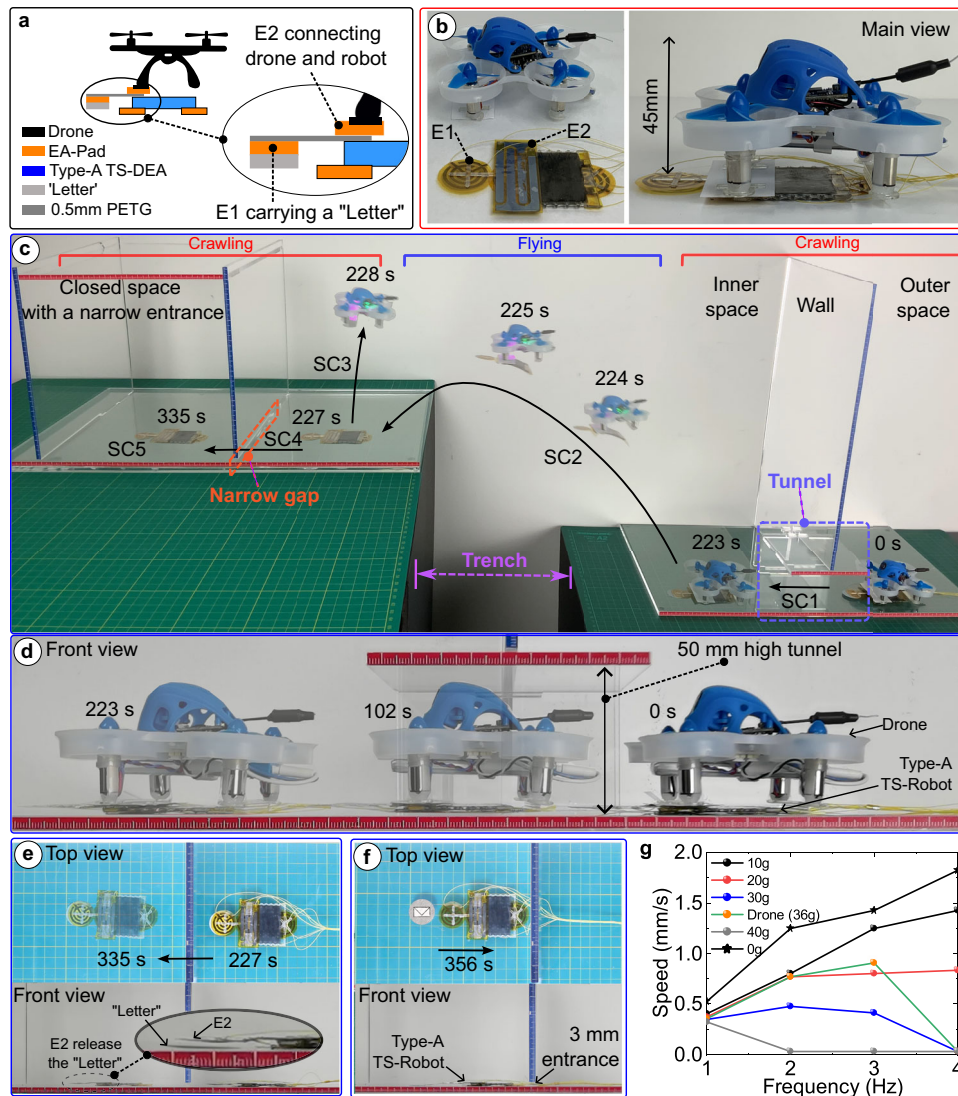 a
E2 connecting
drone and robot
Drone
EA-Pad
Type-A TS-DEA
'Letter'
0.5mm PETG
E1 carrying a "Letter"
b
E1
E2
45mm
Main view
c
Crawling
Flying
Crawling
Closed space
with a narrow entrance
228 s
225 s
224 s
Inner
space
Wall
Outer
space
SC3
335 s
227 s
SC4
SC5
Narrow gap
SC2
Trench
Tunnel
223 s
0 s
SC1
d
Front view
50 mm high tunnel
223 s
102 s
0 s
Drone
Type-A
TS-Robot
e
Top view
335 s
227 s
Front view
"Letter"
E2
E2 release
the "Letter"
f
Top view
356 s
Front view
Type-A
TS-Robot
3 mm
entrance
g
10g
20g
30g
Drone (36g)
40g
0g
Speed (mm/s)
2.0
1.5
1.0
0.5
0.0
1
2
3
4
Frequency (Hz)